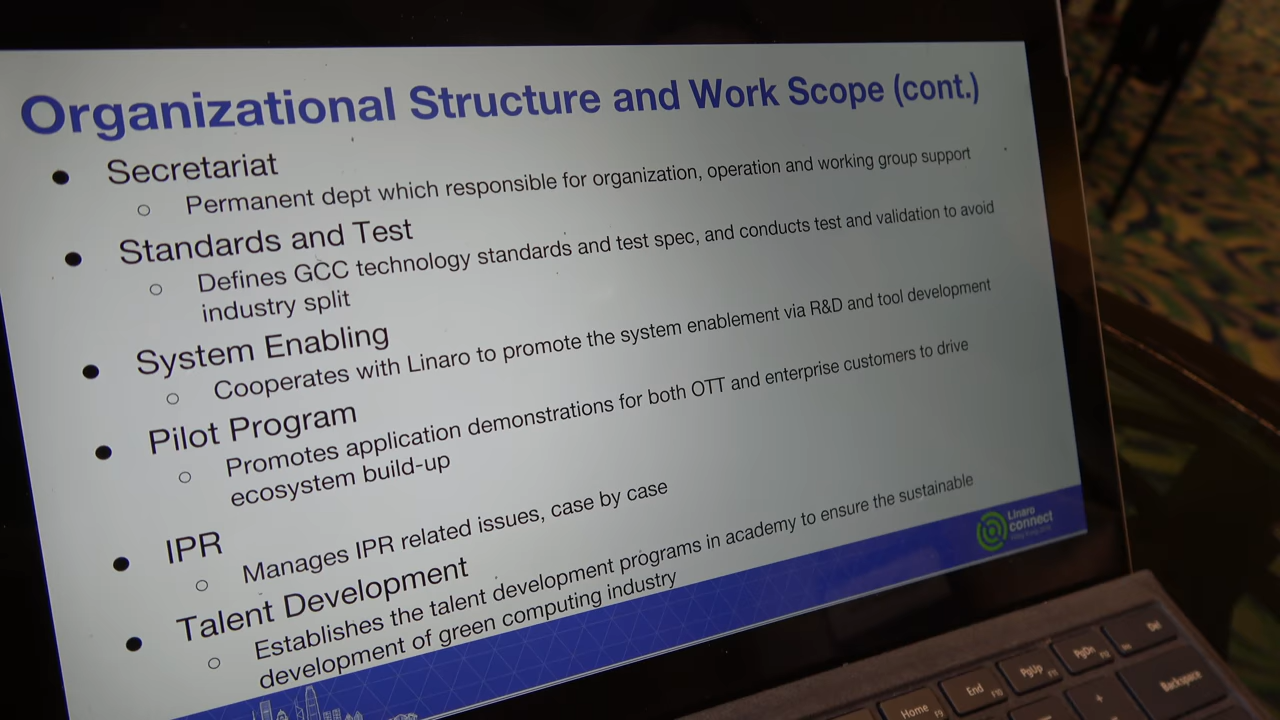 Organizational Structure and Work Scope (cont.)
● Secretariat
○ Permanent dept which responsible for organization, operation and working group support
● Standards and Test
○ Defines GCC technology standards and test spec, and conducts test and validation to avoid
industry split
● System Enabling
○ Cooperates with Linaro to promote the system enablement via R&D and tool development
● Pilot Program
○ Promotes application demonstrations for both OTT and enterprise customers to drive
ecosystem build-up
● IPR
○ Manages IPR related issues, case by case
● Talent Development
○ Establishes the talent development programs in academy to ensure the sustainable
development of green computing industry
Linaro
connect
Home F9
End F10
PgUp F11
PgDn F12
Del
+
Backspace